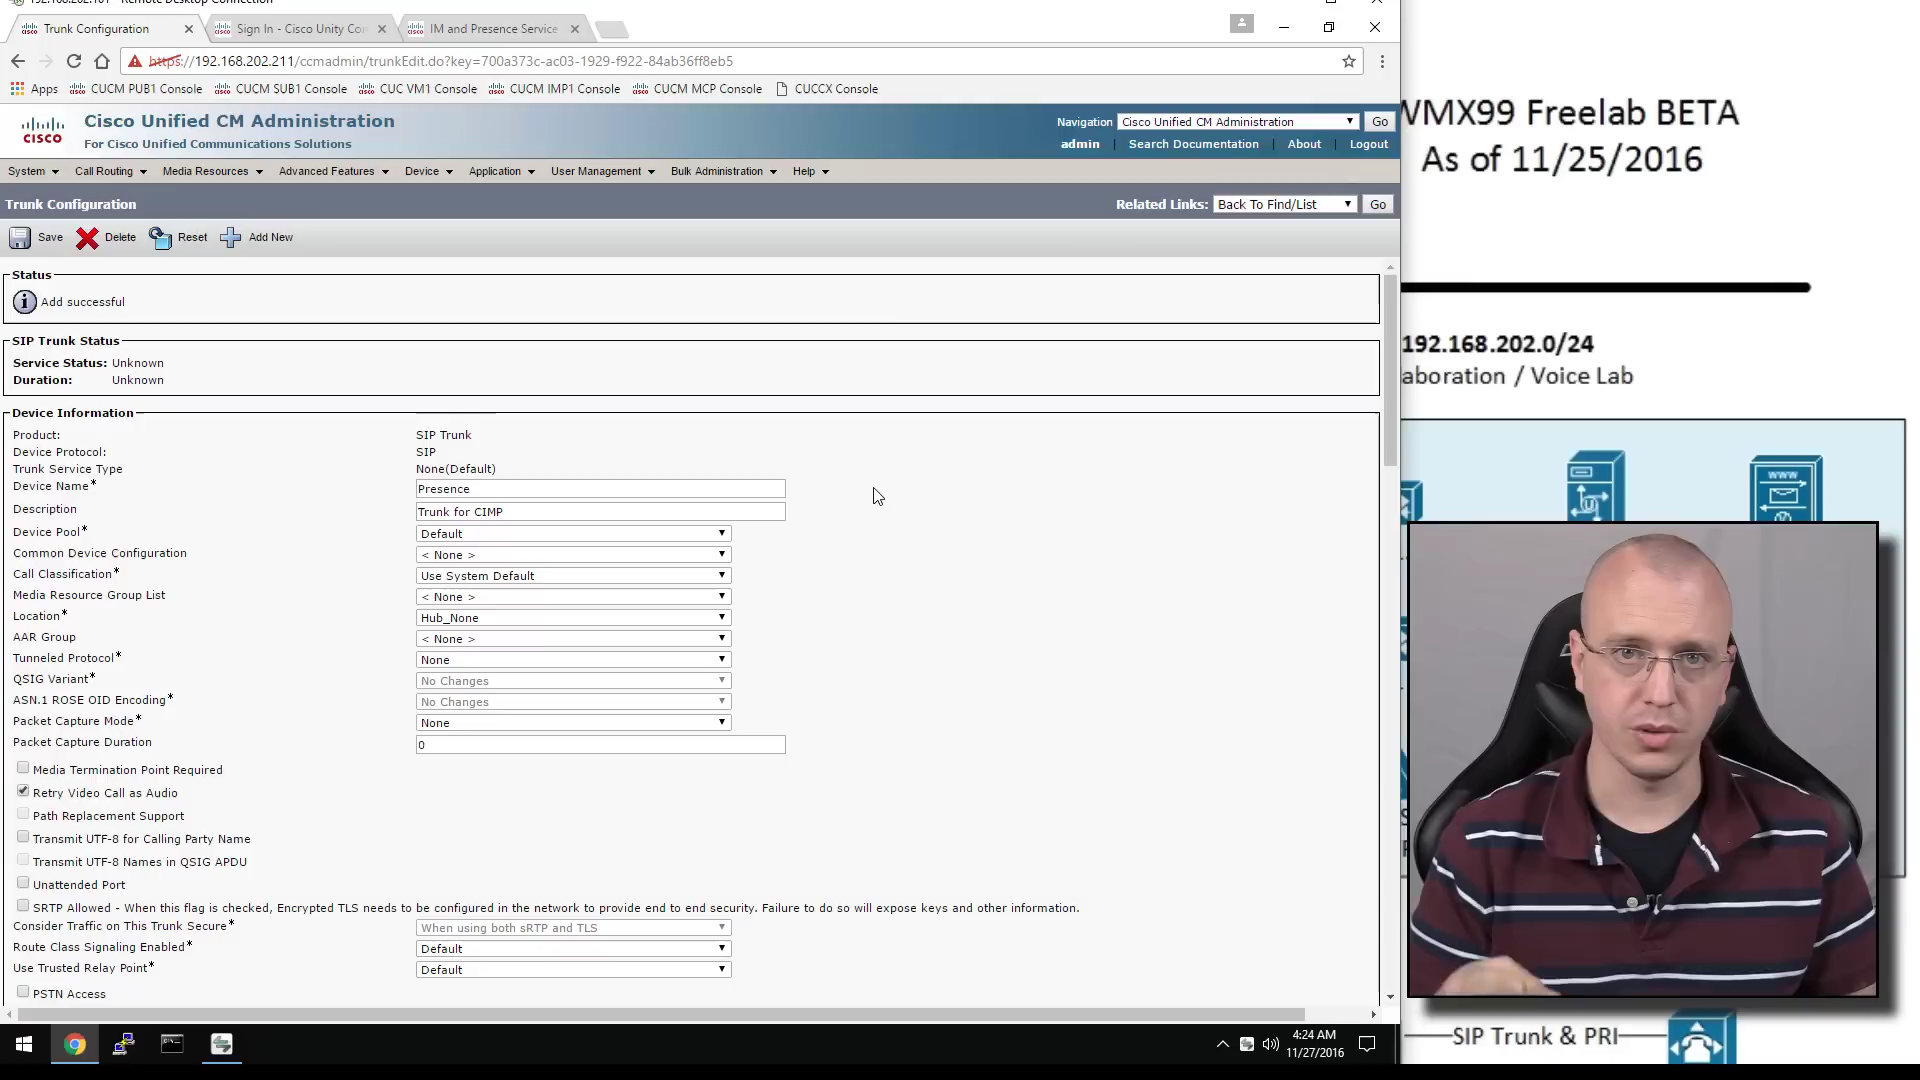 192.168.202.101 - Remote Desktop Connection
Trunk Configuration
Sign In - Cisco Unity Con
IM and Presence Service
https://192.168.202.211/ccmadmin/trunkEdit.do?key=700a373c-ac03-1929-f922-84ab36ff8eb5
Apps CUCM PUB1 Console CUCM SUB1 Console CUC VM1 Console CUCM IMP1 Console CUCM MCP Console CUCCX Console
CISCO
Cisco Unified CM Administration
For Cisco Unified Communications Solutions
Navigation Cisco Unified CM Administration Go
admin Search Documentation About Logout
System Call Routing Media Resources Advanced Features Device Application User Management Bulk Administration Help
Trunk Configuration
Related Links: Back To Find/List Go
Save Delete Reset Add New
Status
Add successful
SIP Trunk Status
Service Status: Unknown
Duration: Unknown
Device Information
Product: SIP Trunk
Device Protocol: SIP
Trunk Service Type None(Default)
Device Name* Presence
Description Trunk for CIMP
Device Pool* Default
Common Device Configuration < None >
Call Classification* Use System Default
Media Resource Group List < None >
Location* Hub_None
AAR Group < None >
Tunneled Protocol* None
QSIG Variant* No Changes
ASN.1 ROSE OID Encoding* No Changes
Packet Capture Mode* None
Packet Capture Duration 0
Media Termination Point Required
Retry Video Call as Audio
Path Replacement Support
Transmit UTF-8 for Calling Party Name
Transmit UTF-8 Names in QSIG APDU
Unattended Port
SRTP Allowed - When this flag is checked, Encrypted TLS needs to be configured in the network to provide end to end security. Failure to do so will expose keys and other information.
Consider Traffic on This Trunk Secure* When using both sRTP and TLS
Route Class Signaling Enabled* Default
Use Trusted Relay Point* Default
PSTN Access
4:24 AM
11/27/2016
WMX99 Freelab BETA
As of 11/25/2016
192.168.202.0/24
aboration / Voice Lab
WWW
SIP Trunk & PRI